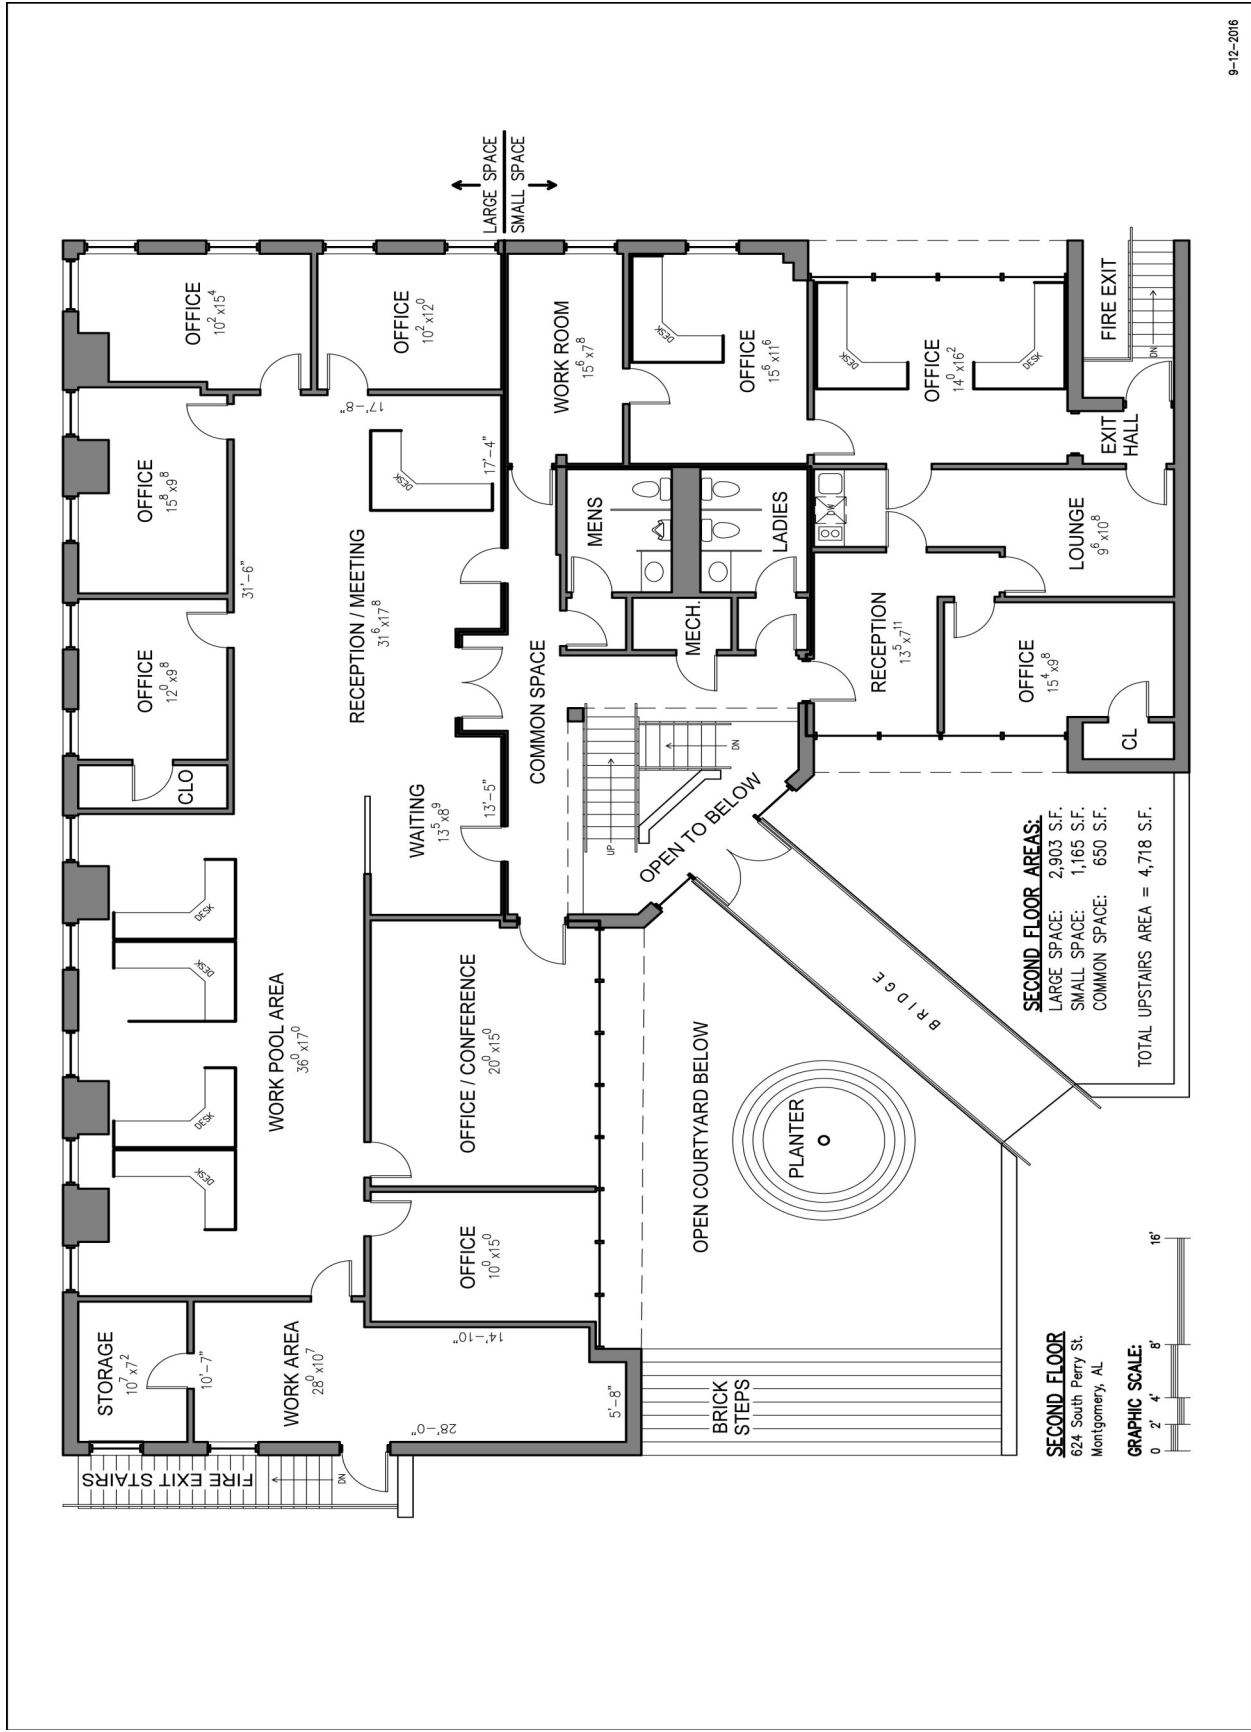 9-12-2016
LARGE SPACE
SMALL SPACE
OFFICE
10² x15⁴
OFFICE
10² x12⁰
OFFICE
15⁸ x9⁸
OFFICE
12⁰ x9⁸
CLO
17'-8"
DESK
17'-4"
31'-6"
RECEPTION / MEETING
31⁶ x17⁸
WAITING
13⁵ x8⁹
13'-5"
DESK
DESK
DESK
DESK
WORK POOL AREA
36⁰ x17⁰
OFFICE / CONFERENCE
20⁰ x15⁰
OFFICE
10⁰ x15⁰
STORAGE
10⁷ x7²
10'-7"
WORK AREA
28⁰ x10⁷
14'-10"
28'-0"
5'-8"
FIRE EXIT STAIRS
DN
WORK ROOM
15⁶ x7⁸
DESK
OFFICE
15⁶ x11⁶
DESK
OFFICE
14⁰ x16²
DESK
FIRE EXIT
DN
EXIT
HALL
MENS
LADIES
MECH.
DW
LOUNGE
9⁶ x10⁸
RECEPTION
13⁵ x7¹¹
OFFICE
15⁴ x9⁸
CL
COMMON SPACE
UP
DN
OPEN TO BELOW
BRIDGE
OPEN COURTYARD BELOW
PLANTER
BRICK
STEPS
SECOND FLOOR AREAS:
LARGE SPACE: 2,903 S.F.
SMALL SPACE: 1,165 S.F.
COMMON SPACE: 650 S.F.
TOTAL UPSTAIRS AREA = 4,718 S.F.
SECOND FLOOR
624 South Perry St.
Montgomery, AL
GRAPHIC SCALE:
0 2' 4' 8' 16'